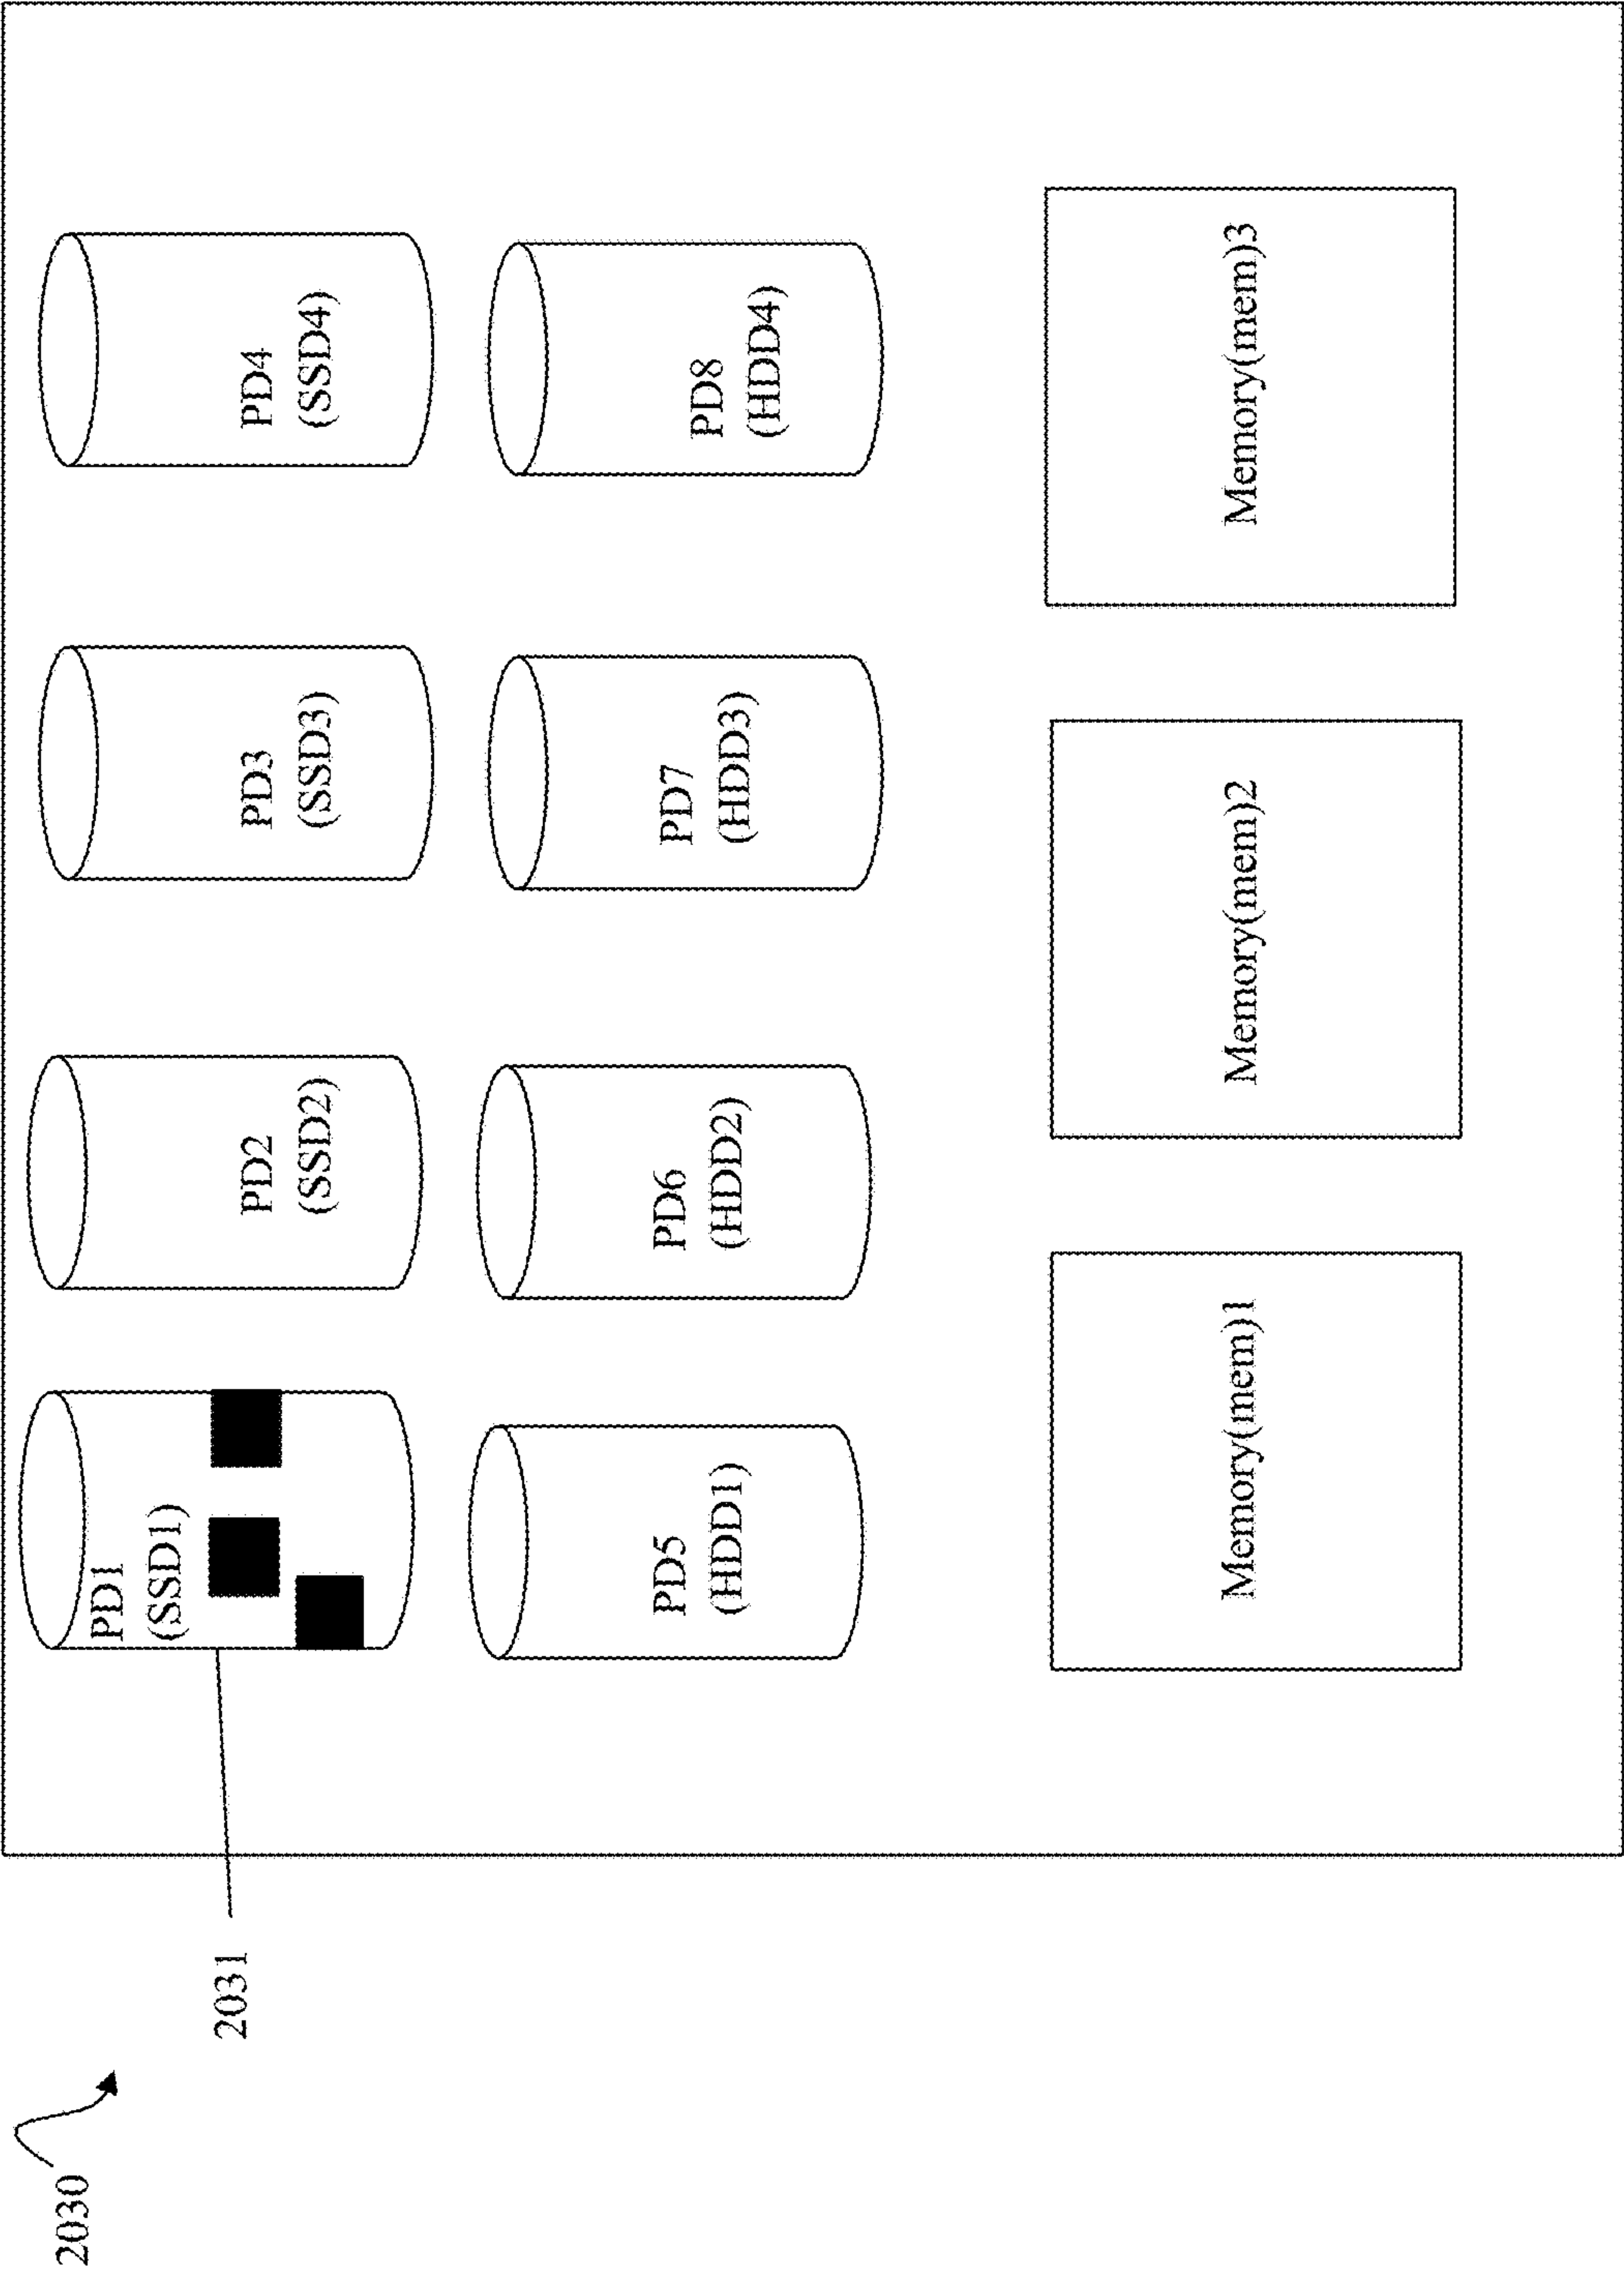 2030
2031
PD1
(SSD1)
PD2
(SSD2)
PD3
(SSD3)
PD4
(SSD4)
PD5
(HDD1)
PD6
(HDD2)
PD7
(HDD3)
PD8
(HDD4)
Memory(mem)1
Memory(mem)2
Memory(mem)3